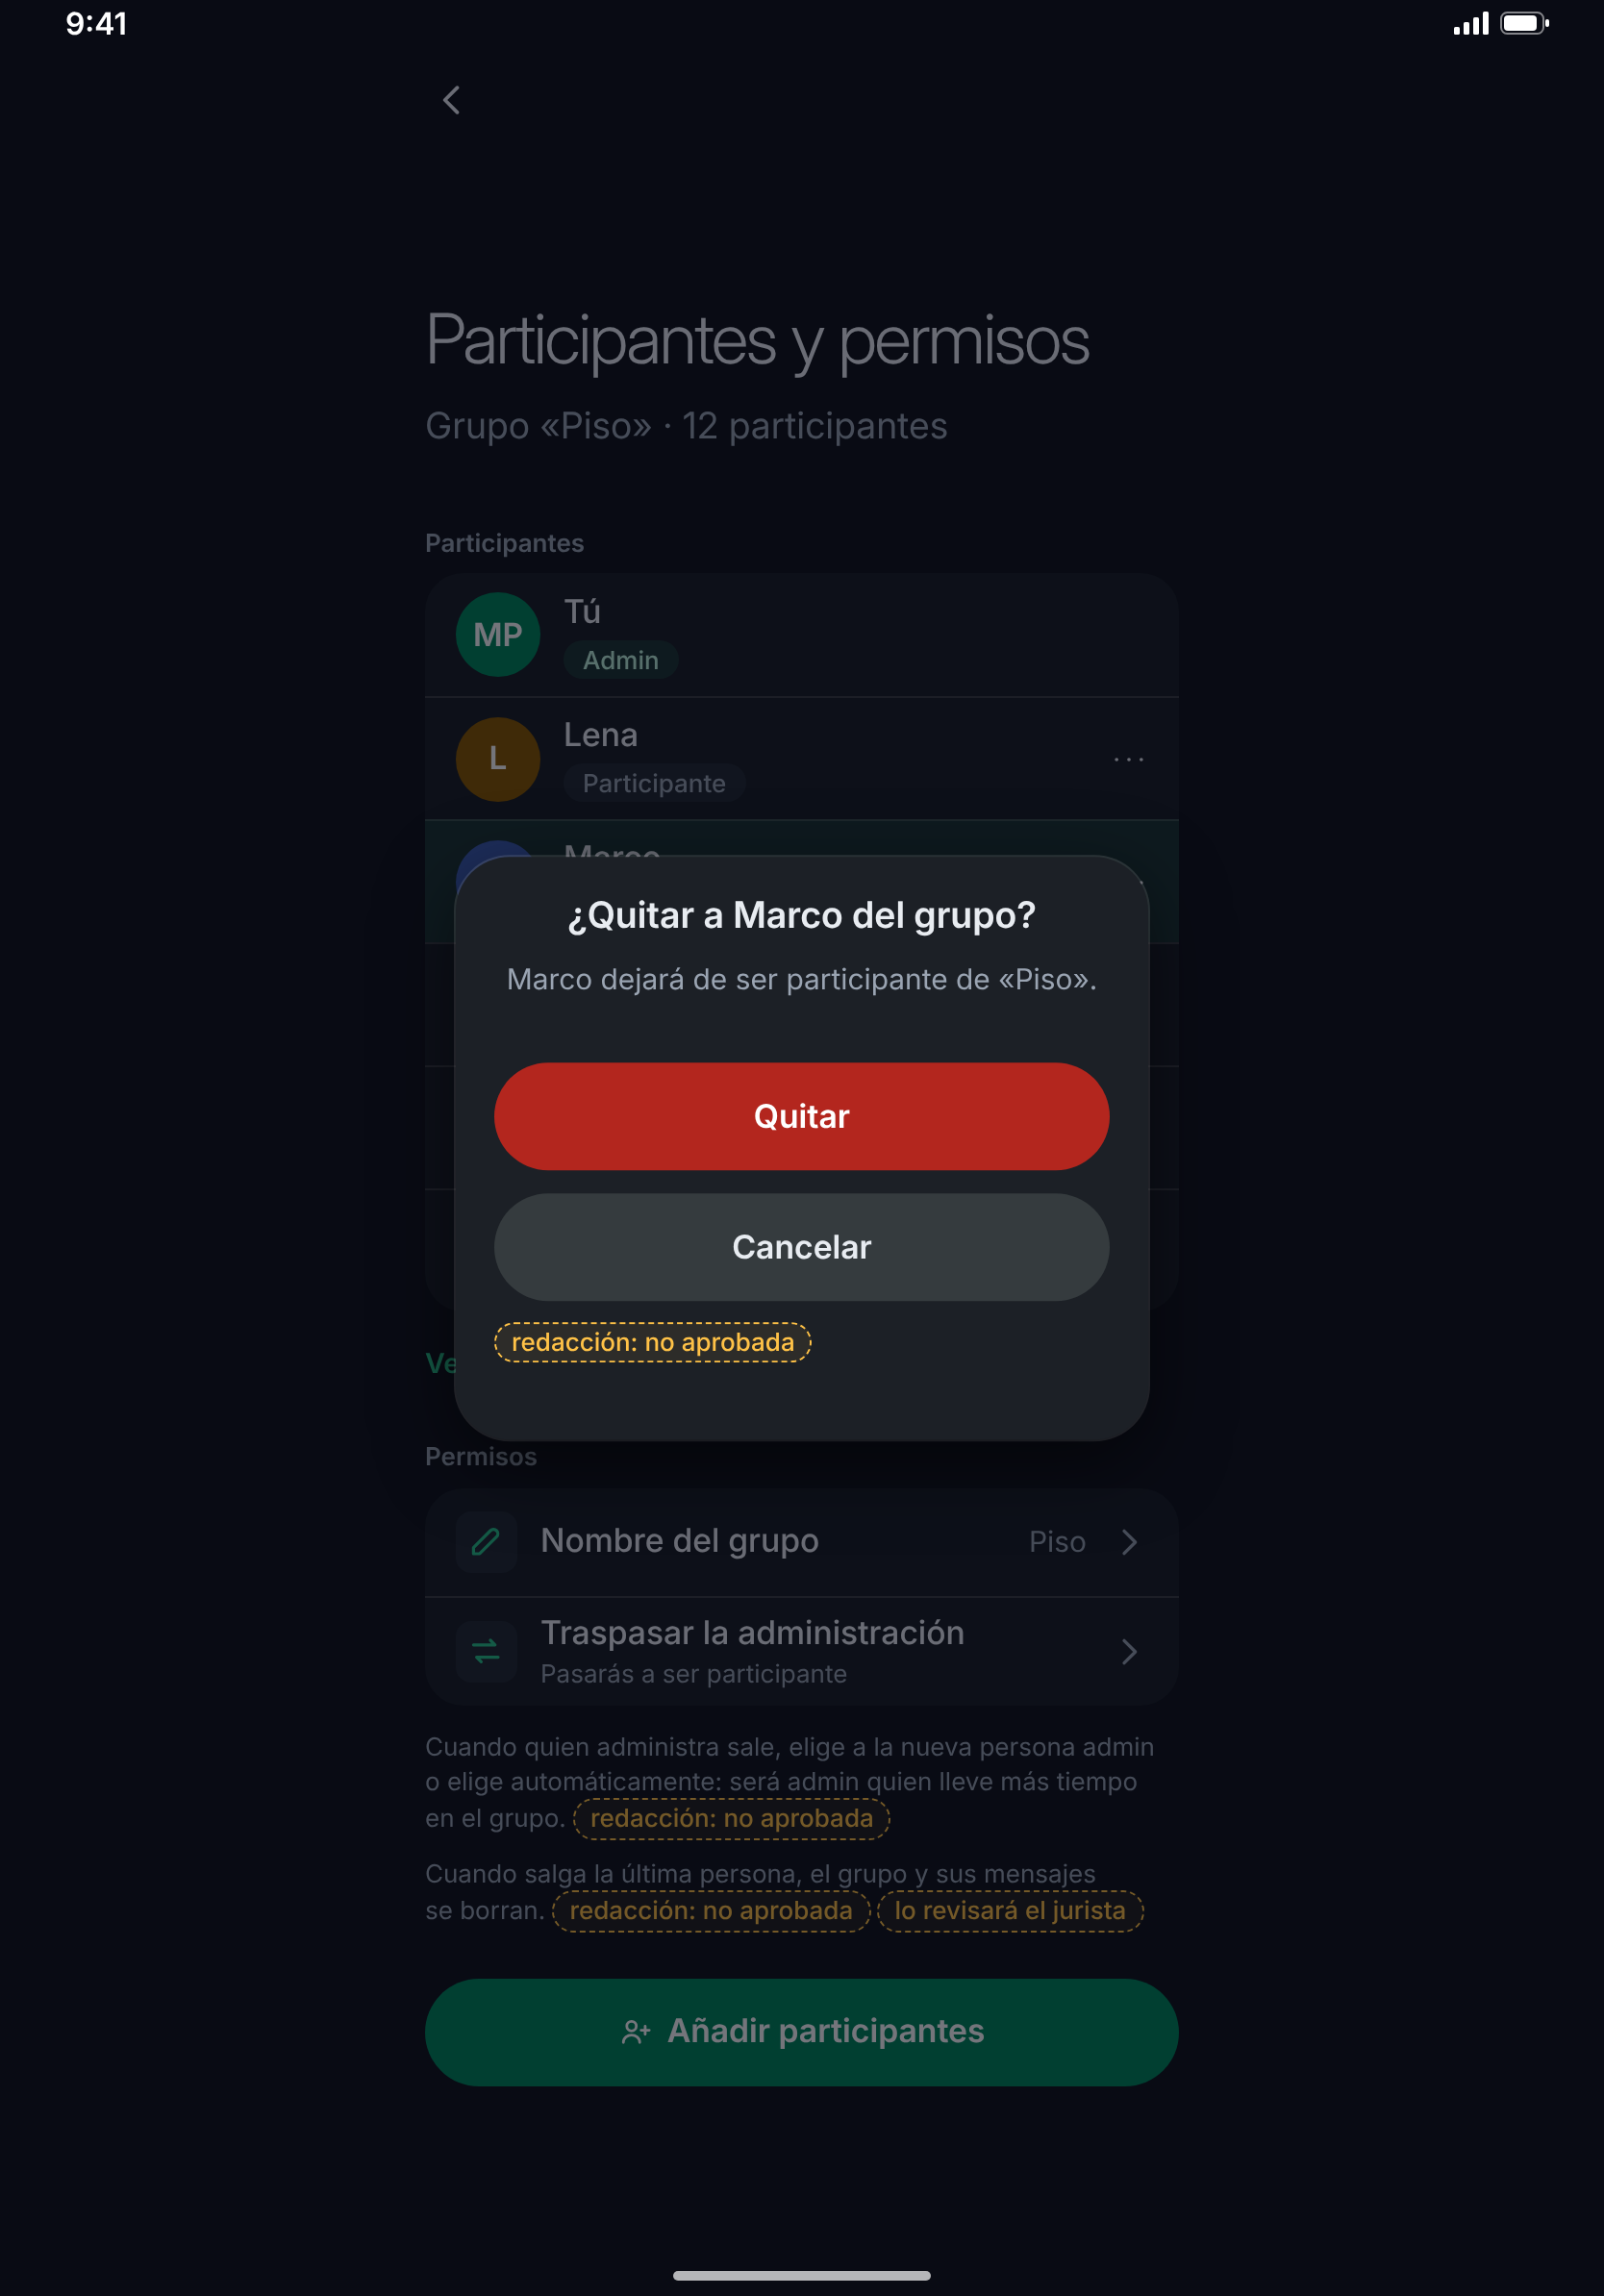 9:41
Participantes y permisos
Grupo «Piso» · 12 participantes
Participantes
MP
Tú
Admin
L
Lena
Participante
Marco
¿Quitar a Marco del grupo?
Marco dejará de ser participante de «Piso».
Quitar
Cancelar
redacción: no aprobada
Ve
Permisos
Nombre del grupo Piso
Traspasar la administración
Pasarás a ser participante
Cuando quien administra sale, elige a la nueva persona admin
o elige automáticamente: será admin quien lleve más tiempo
en el grupo. redacción: no aprobada
Cuando salga la última persona, el grupo y sus mensajes
se borran. redacción: no aprobada lo revisará el jurista
Añadir participantes